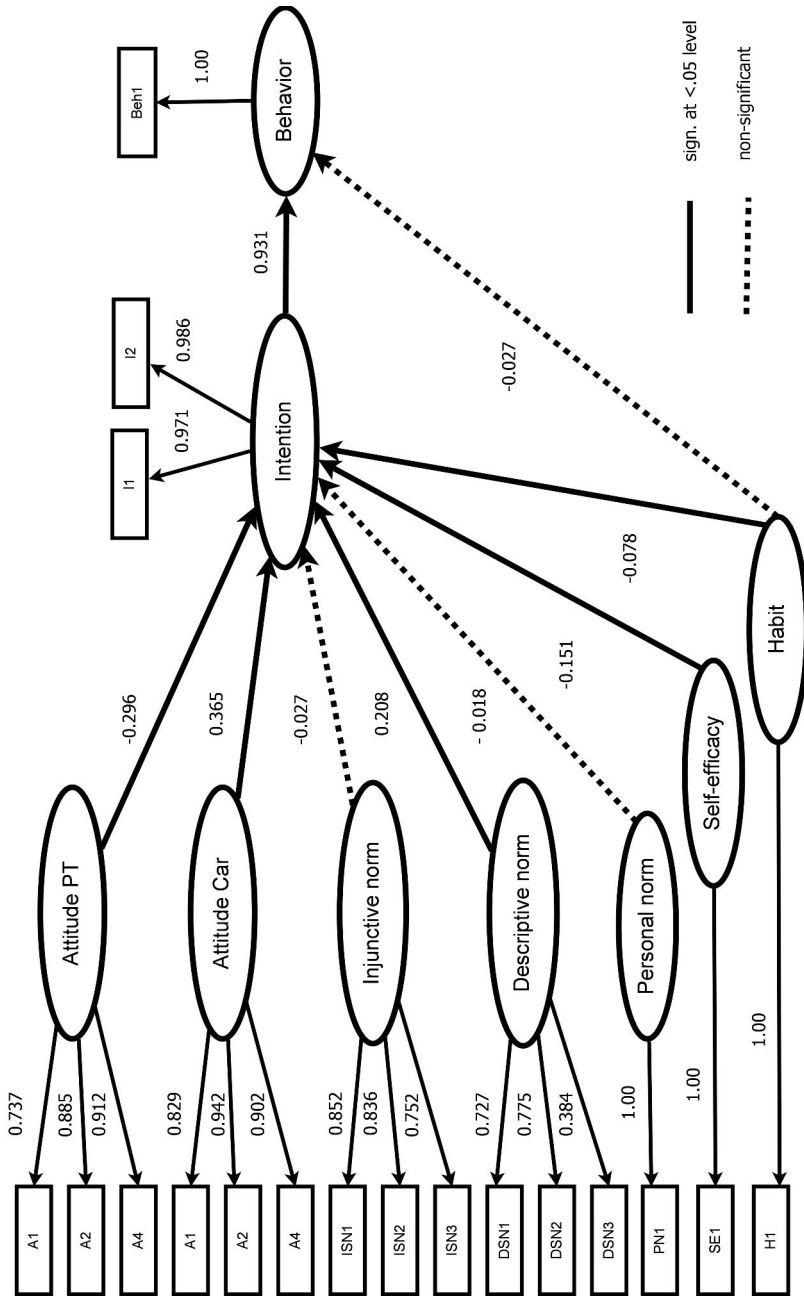 A1
A2
A4
A1
A2
A4
ISN1
ISN2
ISN3
DSN1
DSN2
DSN3
PN1
SE1
H1
0.737
0.885
0.912
0.829
0.942
0.902
0.852
0.836
0.752
0.727
0.775
0.384
1.00
1.00
1.00
Attitude PT
Attitude Car
Injunctive norm
Descriptive norm
Personal norm
Self-efficacy
Habit
-0.296
0.365
-0.027
0.208
- 0.018
-0.151
-0.078
-0.027
I1
I2
0.971
0.986
Intention
0.931
Beh1
1.00
Behavior
sign. at <.05 level
non-significant